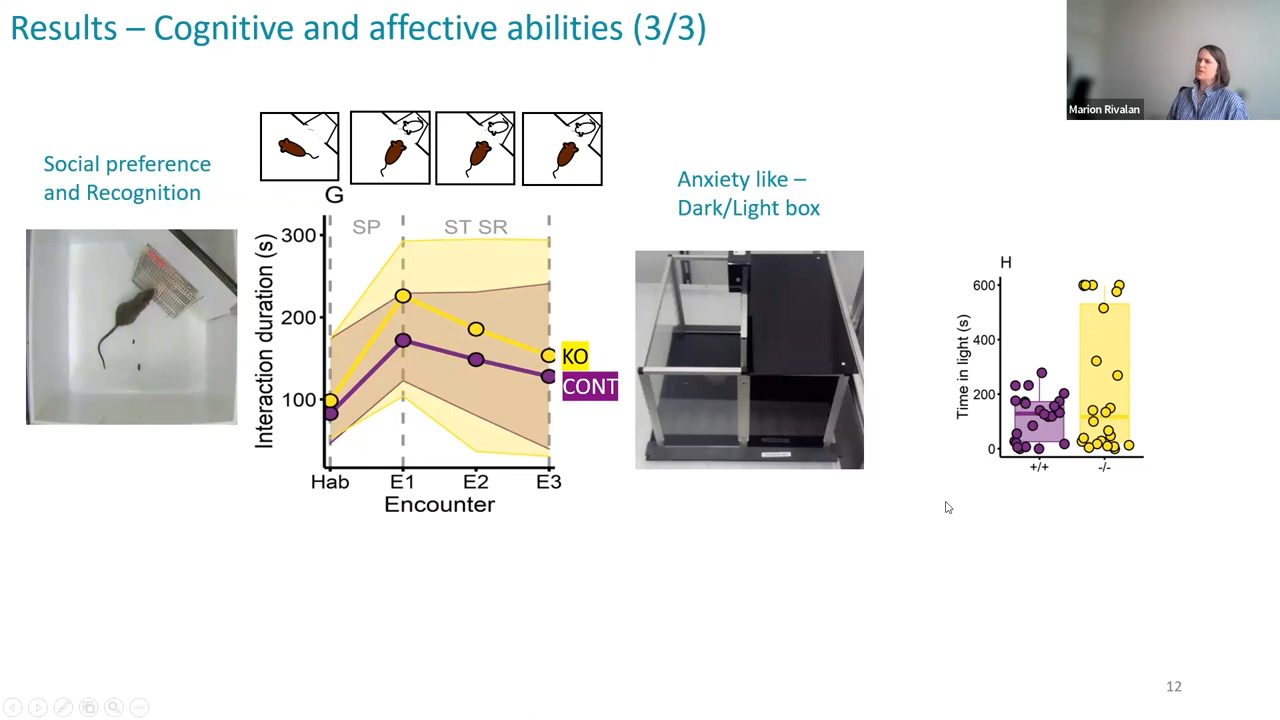 Results – Cognitive and affective abilities (3/3)
Marion Rivalan
Social preference
and Recognition
G
SP
ST SR
Interaction duration (s)
300
200
100
KO
CONT
Hab
E1
E2
E3
Encounter
Anxiety like –
Dark/Light box
H
Time in light (s)
600
400
200
0
+/+
-/-
12